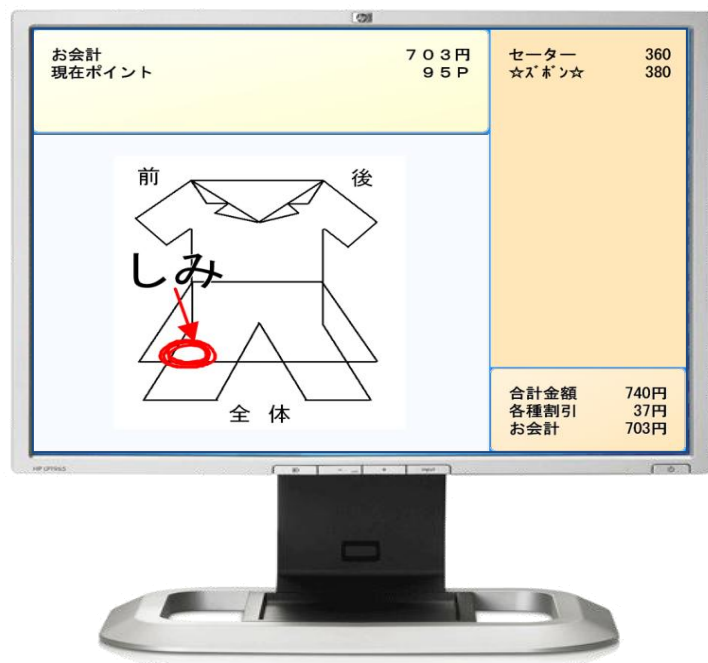 お会計 703円
現在ポイント 95P
セーター 360
☆ズボン☆ 380
前 後
しみ
全 体
合計金額 740円
各種割引 37円
お会計 703円
hp
input